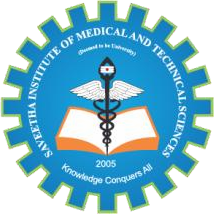 SAVEETHA INSTITUTE OF MEDICAL AND TECHNICAL SCIENCES
(Deemed to be University)
2005
Knowledge Conquers All